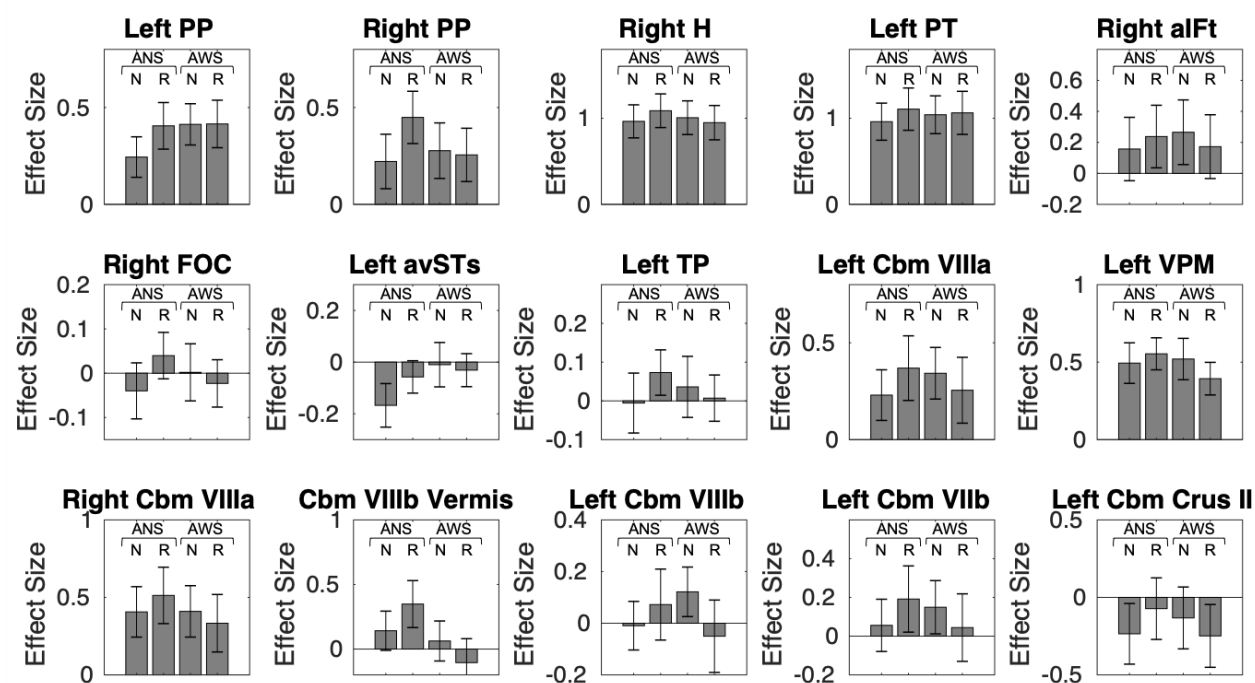 Left PP
Effect Size
0.5
0
ANS AWS
N R N R
Right PP
Effect Size
0.5
0
ANS AWS
N R N R
Right H
Effect Size
1
0
ANS AWS
N R N R
Left PT
Effect Size
1
0
ANS AWS
N R N R
Right aIFt
Effect Size
0.6
0.4
0.2
0
-0.2
ANS AWS
N R N R
Right FOC
Effect Size
0.2
0.1
0
-0.1
ANS AWS
N R N R
Left avSTs
Effect Size
0.2
0
-0.2
ANS AWS
N R N R
Left TP
Effect Size
0.2
0.1
0
-0.1
ANS AWS
N R N R
Left Cbm VIIIa
Effect Size
0.5
0
ANS AWS
N R N R
Left VPM
Effect Size
1
0.5
0
ANS AWS
N R N R
Right Cbm VIIIa
Effect Size
1
0.5
0
ANS AWS
N R N R
Cbm VIIIb Vermis
Effect Size
1
0.5
0
ANS AWS
N R N R
Left Cbm VIIIb
Effect Size
0.4
0.2
0
-0.2
ANS AWS
N R N R
Left Cbm VIIb
Effect Size
0.4
0.2
0
-0.2
ANS AWS
N R N R
Left Cbm Crus II
Effect Size
0.5
0
-0.5
ANS AWS
N R N R